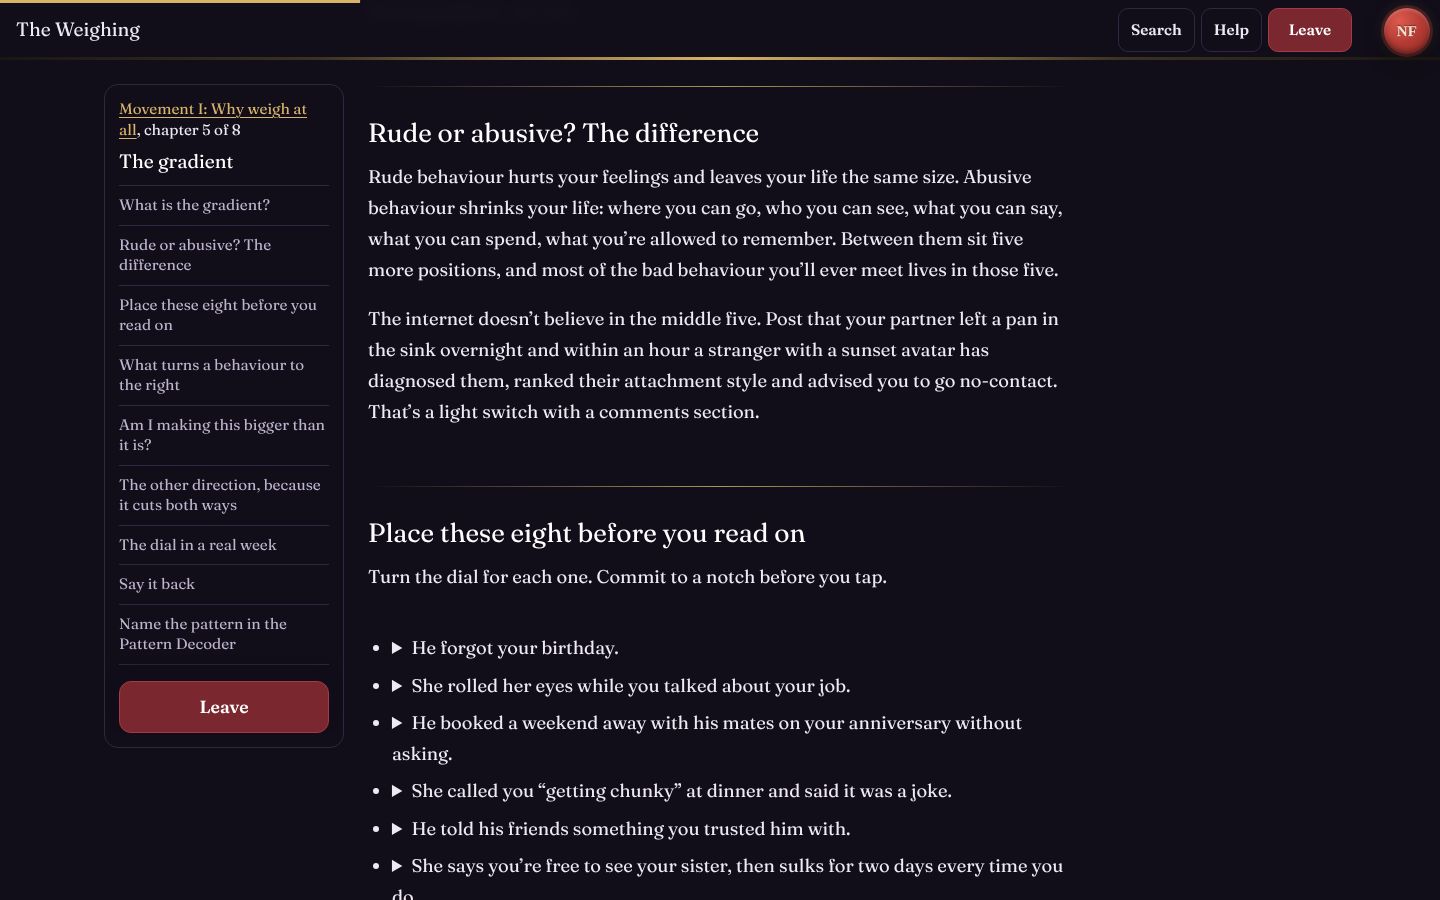 The Weighing
Search
Help
Leave
NF
Movement I: Why weigh at
all, chapter 5 of 8
The gradient
What is the gradient?
Rude or abusive? The
difference
Place these eight before you
read on
What turns a behaviour to
the right
Am I making this bigger than
it is?
The other direction, because
it cuts both ways
The dial in a real week
Say it back
Name the pattern in the
Pattern Decoder
Leave
Rude or abusive? The difference
Rude behaviour hurts your feelings and leaves your life the same size. Abusive
behaviour shrinks your life: where you can go, who you can see, what you can say,
what you can spend, what you’re allowed to remember. Between them sit five
more positions, and most of the bad behaviour you’ll ever meet lives in those five.
The internet doesn’t believe in the middle five. Post that your partner left a pan in
the sink overnight and within an hour a stranger with a sunset avatar has
diagnosed them, ranked their attachment style and advised you to go no-contact.
That’s a light switch with a comments section.
Place these eight before you read on
Turn the dial for each one. Commit to a notch before you tap.
He forgot your birthday.
She rolled her eyes while you talked about your job.
He booked a weekend away with his mates on your anniversary without
asking.
She called you “getting chunky” at dinner and said it was a joke.
He told his friends something you trusted him with.
She says you’re free to see your sister, then sulks for two days every time you
do